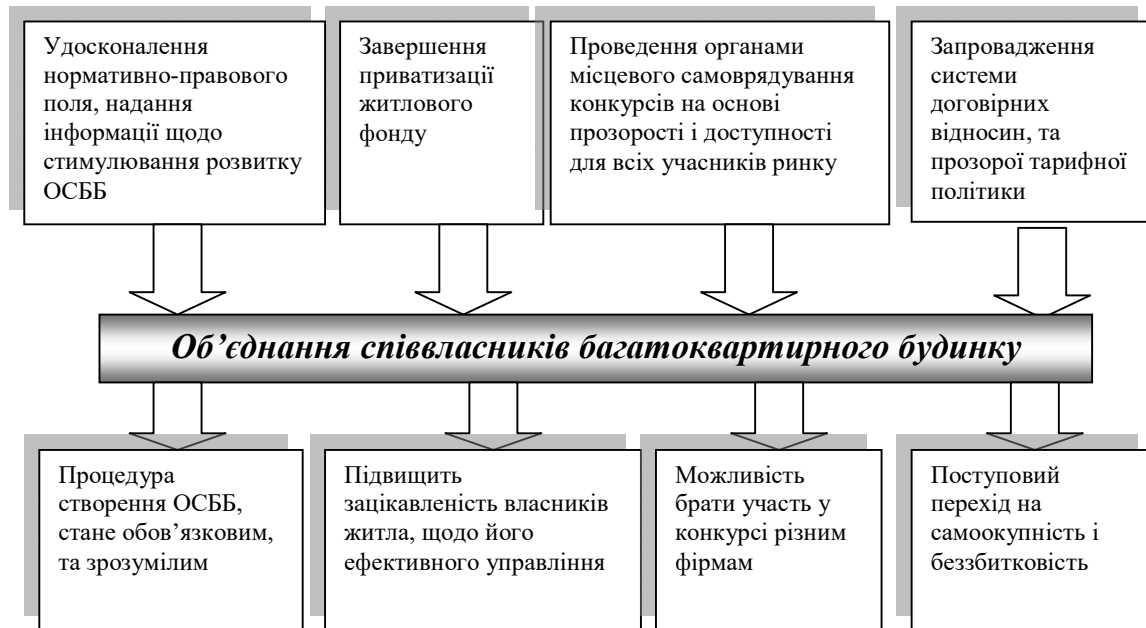 Удосконалення
нормативно-правового
поля, надання
інформації щодо
стимулювання розвитку
ОСББ
Завершення
приватизації
житлового
фонду
Проведення органами
місцевого самоврядування
конкурсів на основі
прозорості і доступності
для всіх учасників ринку
Запровадження
системи
договірних
відносин, та
прозорої тарифної
політики
Об’єднання співвласників багатоквартирного будинку
Процедура
створення ОСББ,
стане обов’язковим,
та зрозумілим
Підвищить
зацікавленість власників
житла, щодо його
ефективного управління
Можливість
брати участь у
конкурсі різним
фірмам
Поступовий
перехід на
самоокупність і
беззбитковість